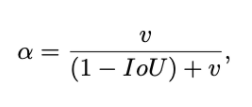 α = v / ((1 − IoU) + v'),